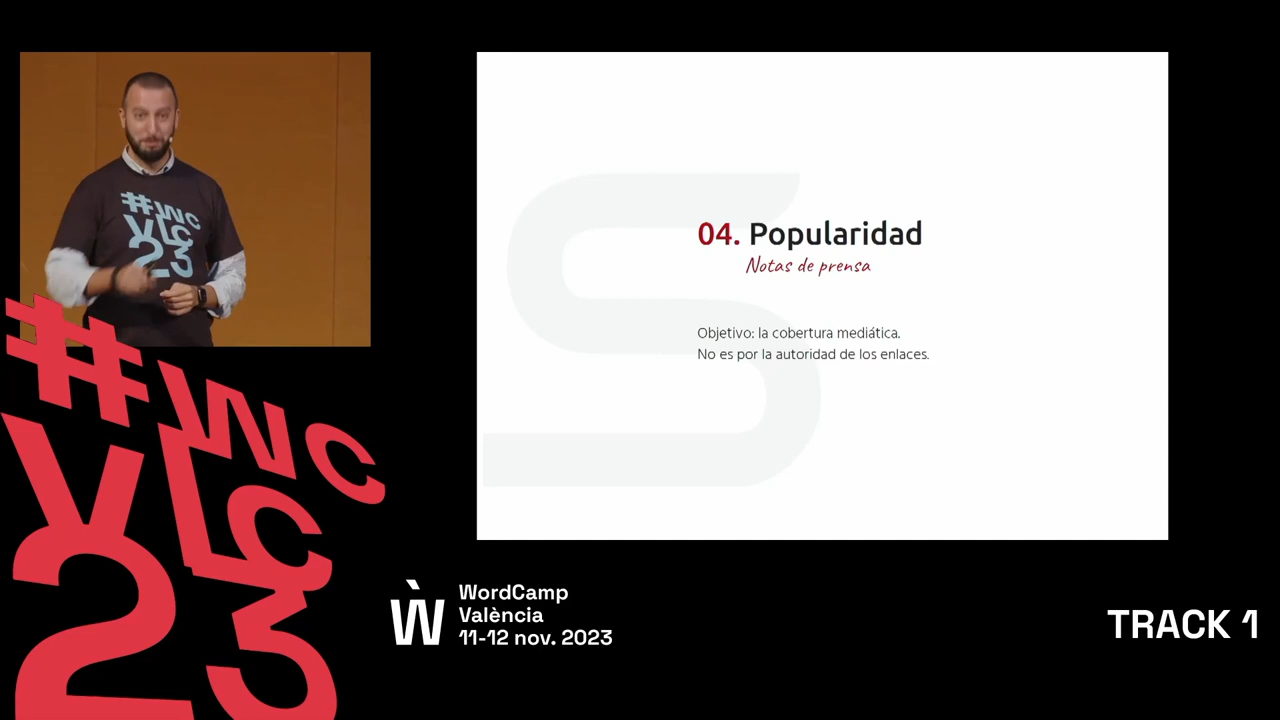 #WC
VLC
23
04. Popularidad
Notas de prensa
Objetivo: la cobertura mediática.
No es por la autoridad de los enlaces.
#WC
VLC
23
Ẁ
WordCamp
València
11-12 nov. 2023
TRACK 1